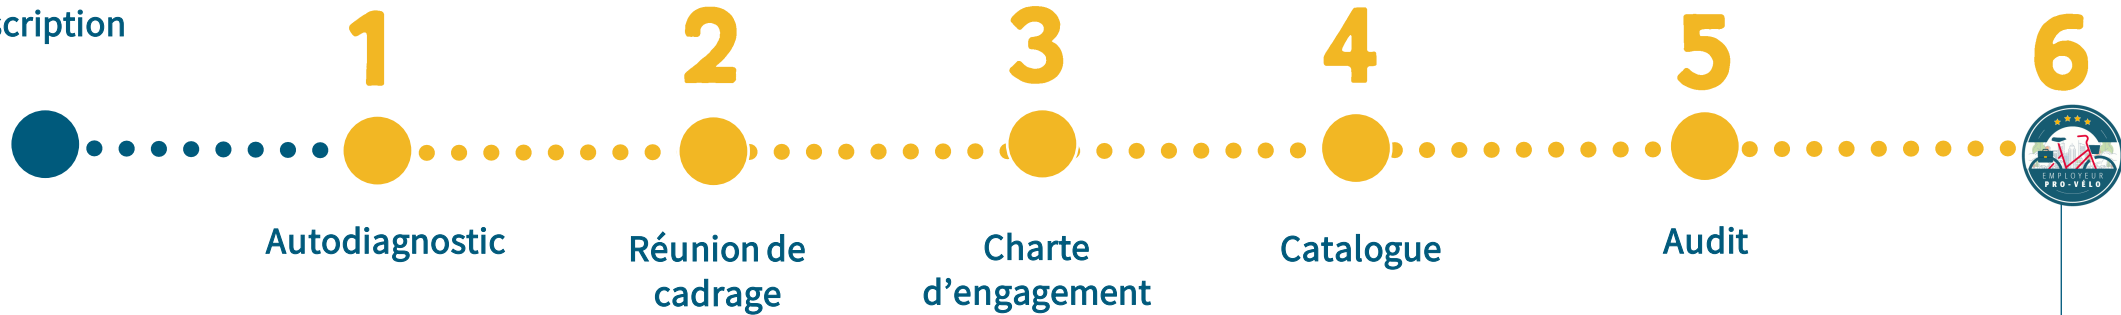 scription
1
2
3
4
5
6
EMPLOYEUR
PRO-VÉLO
Autodiagnostic
Réunion de
cadrage
Charte
d’engagement
Catalogue
Audit